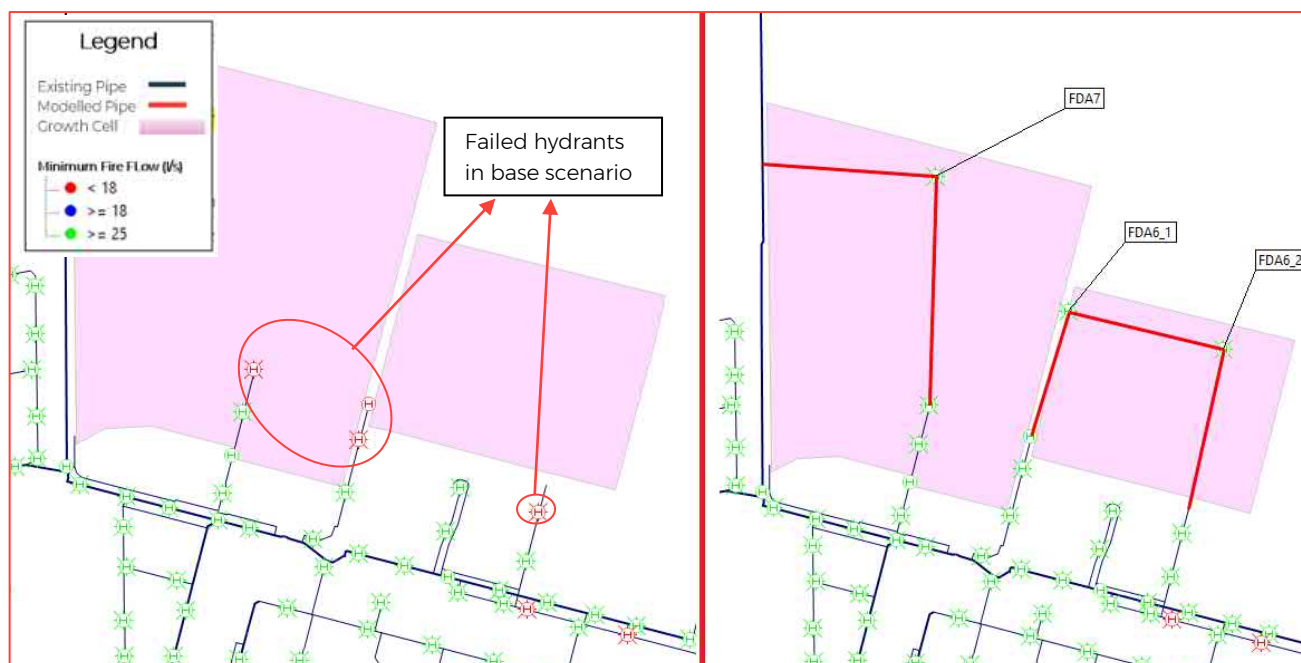 Legend
Existing Pipe
Modelled Pipe
Growth Cell
Minimum Fire FLow (l/s)
< 18
>= 18
>= 25
Failed hydrants
in base scenario
FDA7
FDA6_1
FDA6_2